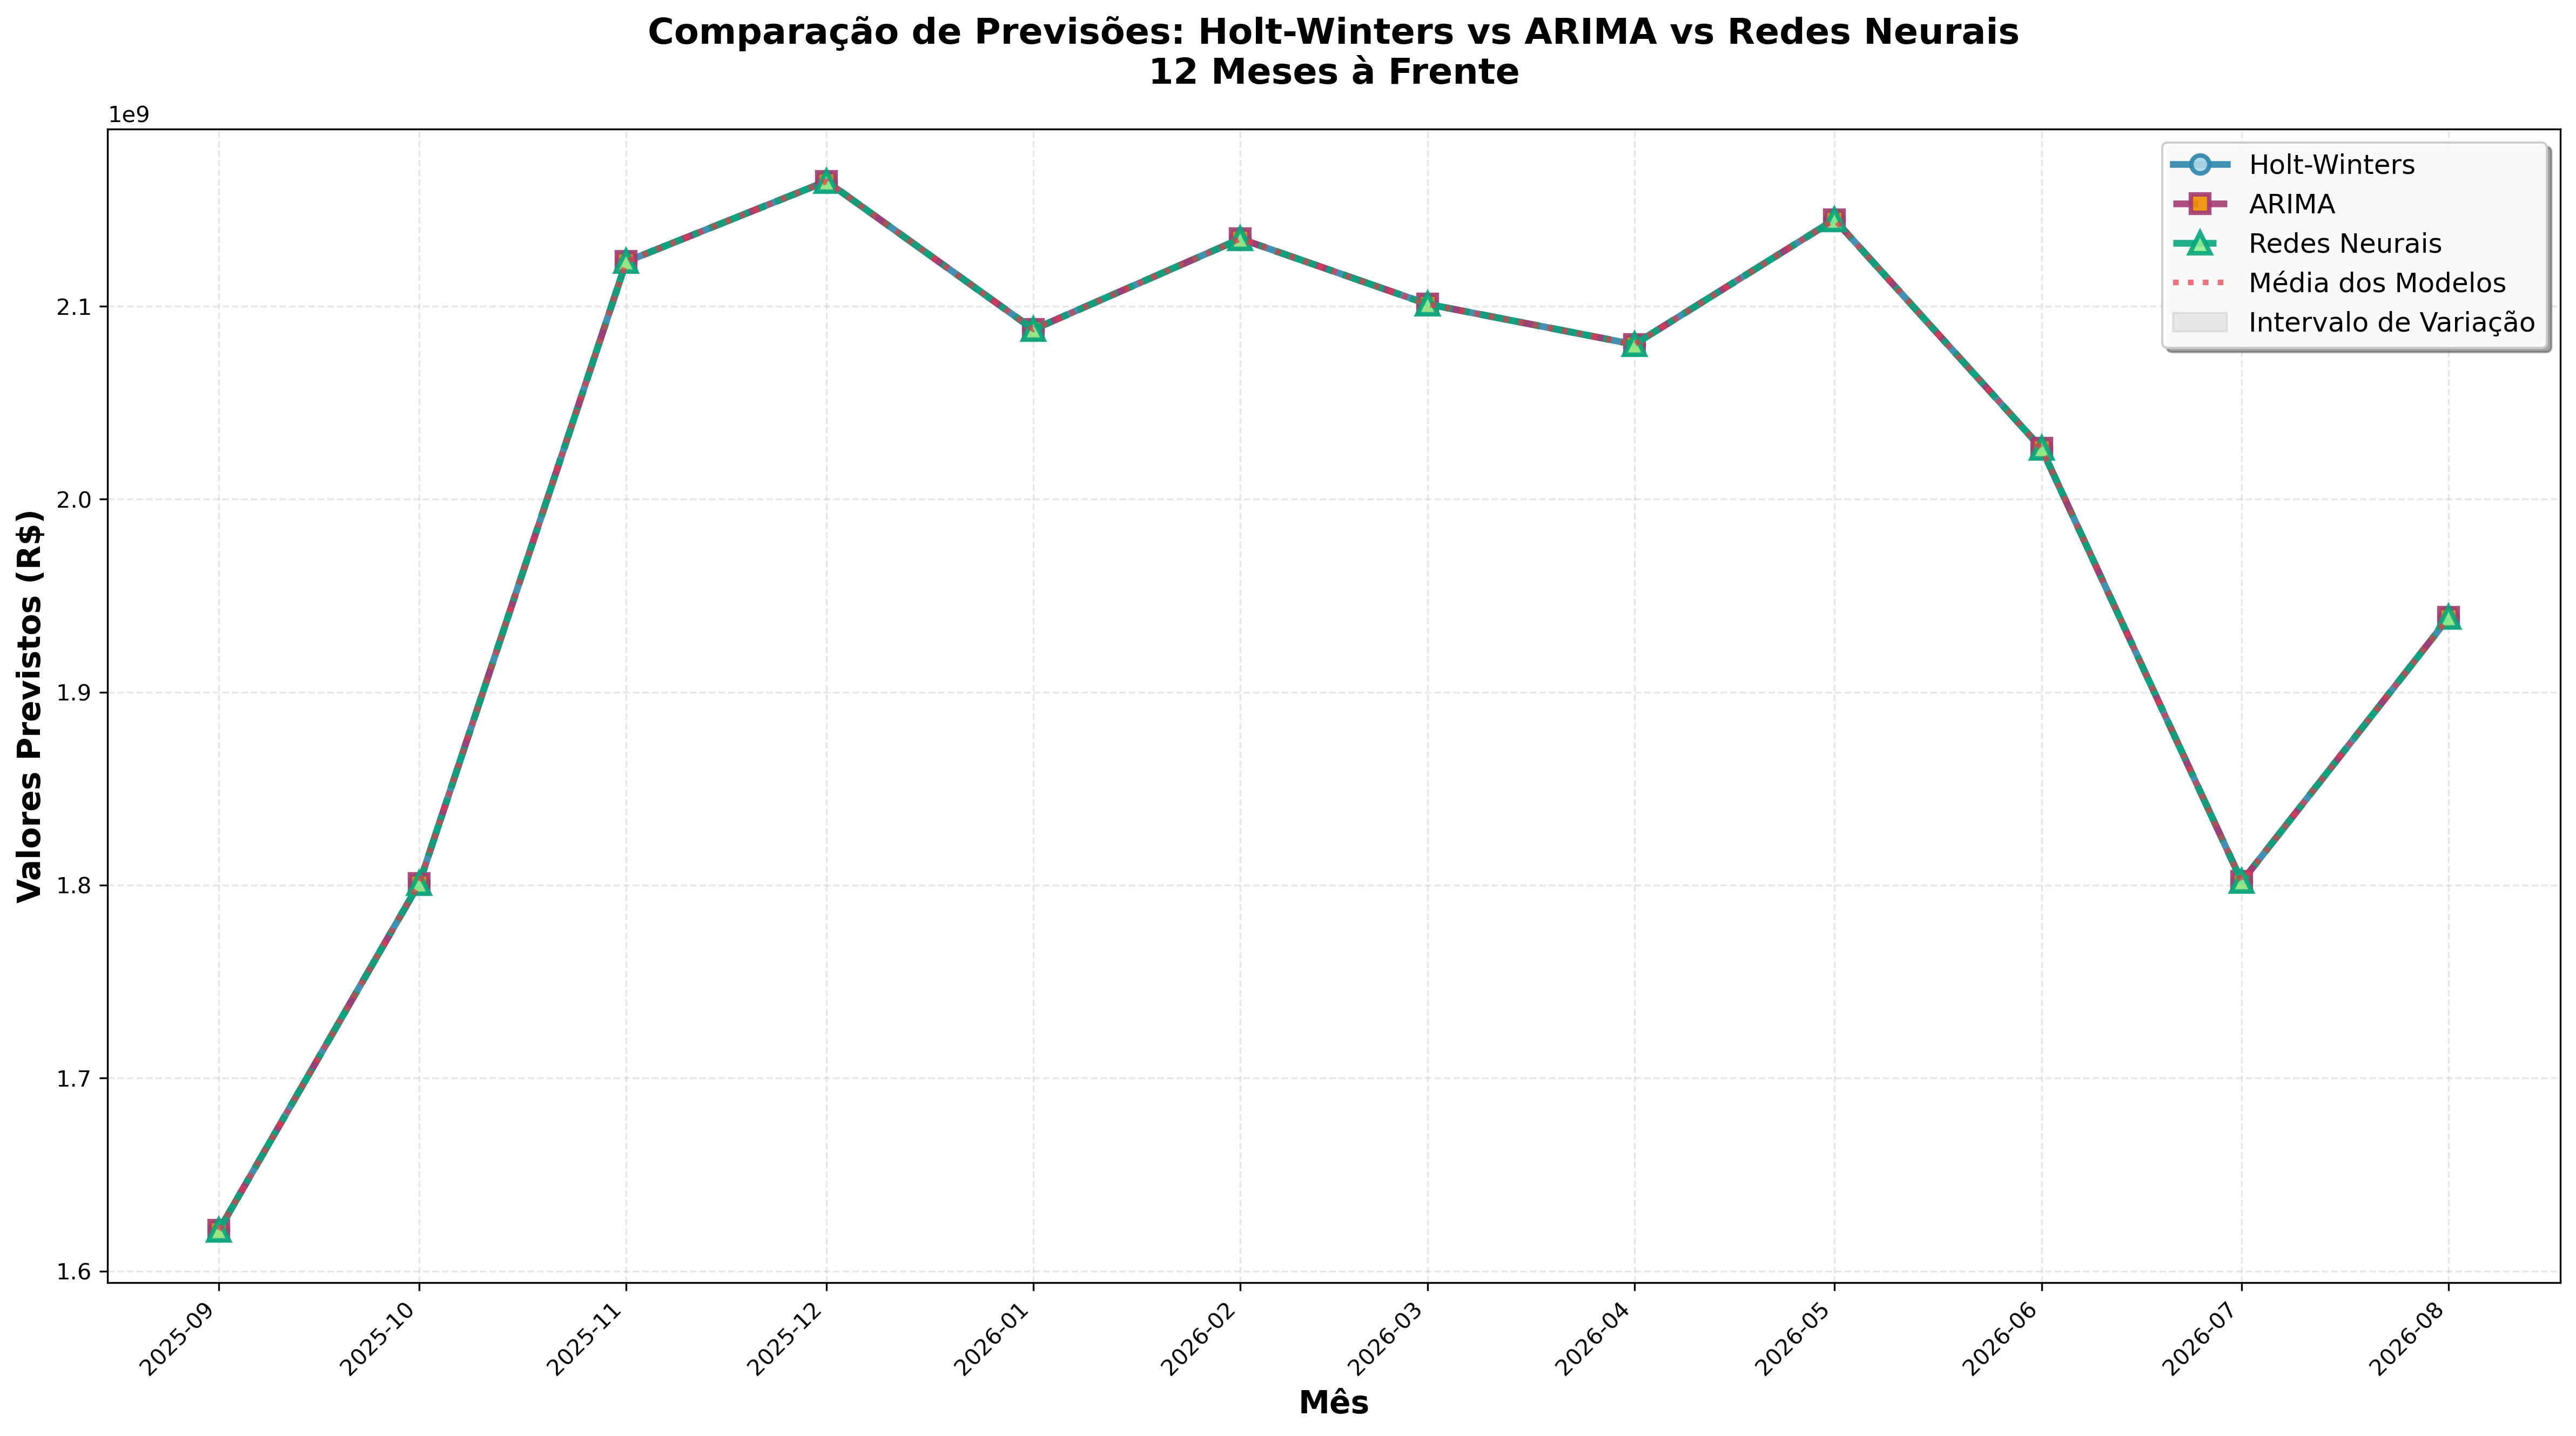 Comparação de Previsões: Holt-Winters vs ARIMA vs Redes Neurais
12 Meses à Frente
1e9
Holt-Winters
ARIMA
Redes Neurais
Média dos Modelos
Intervalo de Variação
Valores Previstos (R$)
2.1
2.0
1.9
1.8
1.7
1.6
2025-09
2025-10
2025-11
2025-12
2026-01
2026-02
2026-03
2026-04
2026-05
2026-06
2026-07
2026-08
Mês